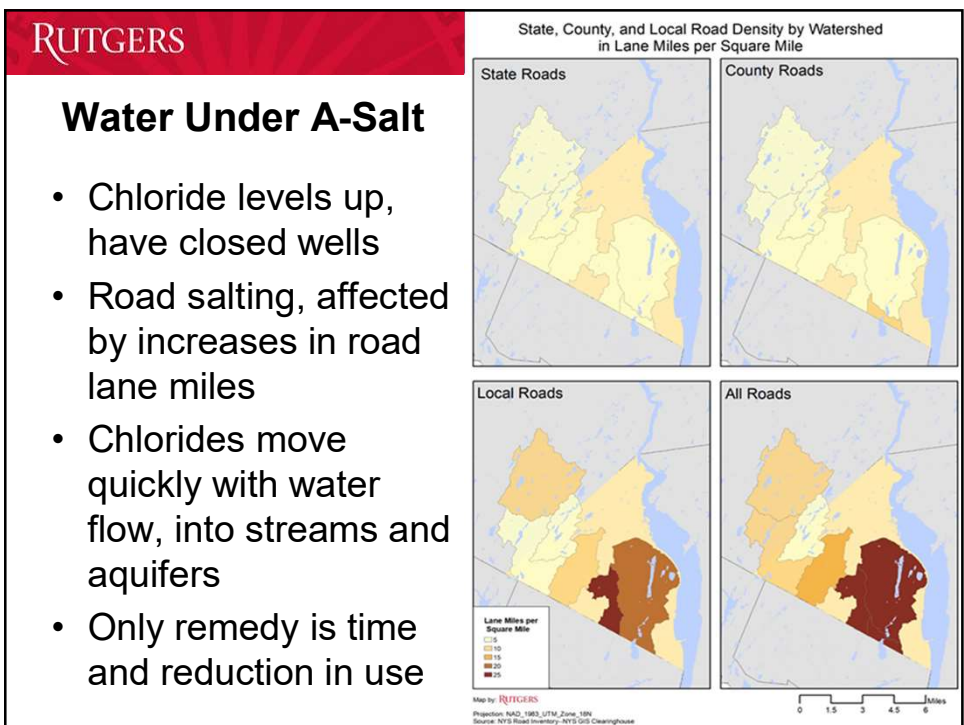 RUTGERS
Water Under A-Salt
• Chloride levels up,
have closed wells
• Road salting, affected
by increases in road
lane miles
• Chlorides move
quickly with water
flow, into streams and
aquifers
• Only remedy is time
and reduction in use
State, County, and Local Road Density by Watershed
in Lane Miles per Square Mile
State Roads
County Roads
Local Roads
All Roads
Lane Miles per
Square Mile
5
10
15
20
25
Map by: RUTGERS
Projection: NAD_1983_UTM_Zone_18N
Source: NYS Road Inventory--NYS GIS Clearinghouse
Miles
0 1.5 3 4.5 6